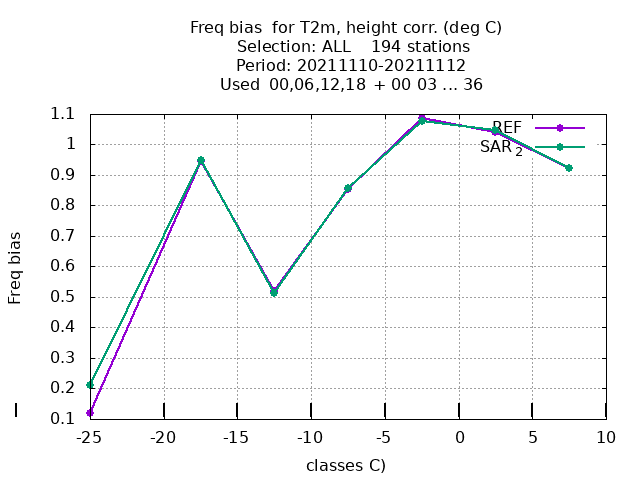 Freq bias for T2m, height corr. (deg C)
Selection: ALL 194 stations
Period: 20211110-20211112
Used 00,06,12,18 + 00 03 ... 36
1.1
1
0.9
0.8
0.7
0.6
0.5
0.4
0.3
0.2
0.1
Freq bias
REF
SAR 2
-25 -20 -15 -10 -5 0 5 10
classes C)